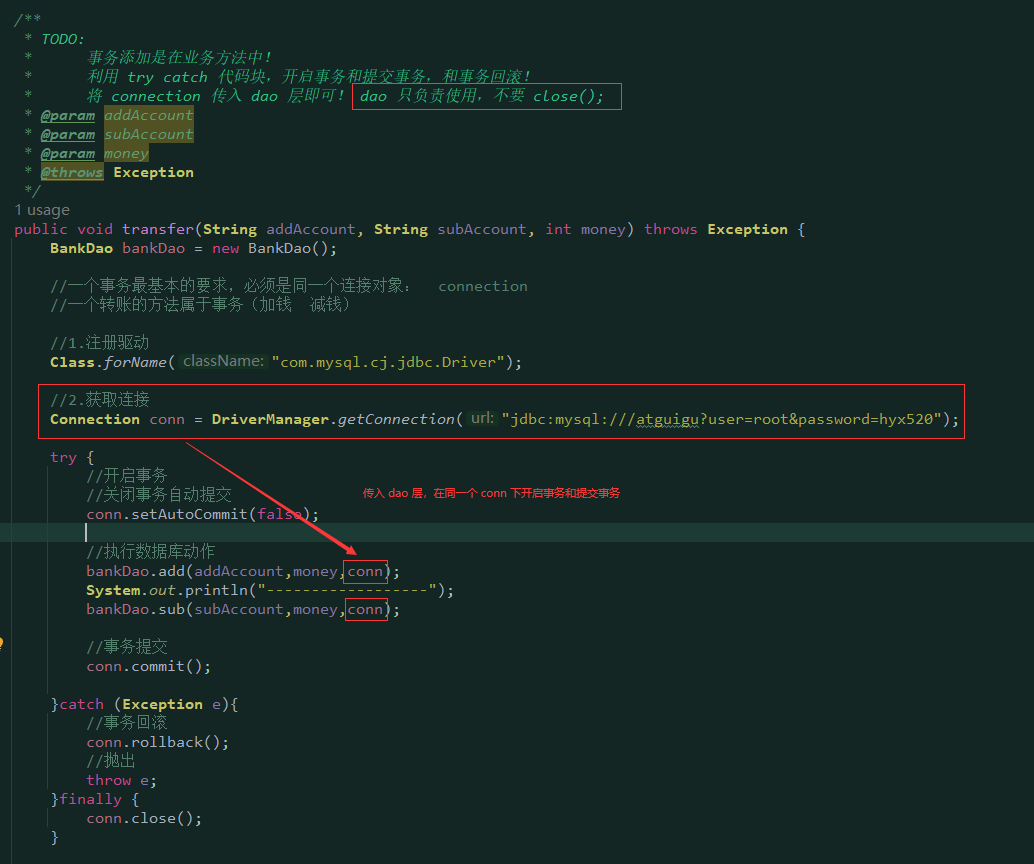 /**
* TODO:
* 事务添加是在业务方法中!
* 利用 try catch 代码块，开启事务和提交事务，和事务回滚!
* 将 connection 传入 dao 层即可! dao 只负责使用，不要 close();
* @param addAccount
* @param subAccount
* @param money
* @throws Exception
*/
1 usage
public void transfer(String addAccount, String subAccount, int money) throws Exception {
BankDao bankDao = new BankDao();
//一个事务最基本的要求，必须是同一个连接对象： connection
//一个转账的方法属于事务（加钱 减钱）
//1.注册驱动
Class.forName( className: "com.mysql.cj.jdbc.Driver");
//2.获取连接
Connection conn = DriverManager.getConnection( url: "jdbc:mysql:///atguigu?user=root&password=hyx520");
try {
//开启事务
//关闭事务自动提交
传入 dao 层，在同一个 conn 下开启事务和提交事务
conn.setAutoCommit(false);
//执行数据库动作
bankDao.add(addAccount,money,conn);
System.out.println("------------------");
bankDao.sub(subAccount,money,conn);
//事务提交
conn.commit();
}catch (Exception e){
//事务回滚
conn.rollback();
//抛出
throw e;
}finally {
conn.close();
}